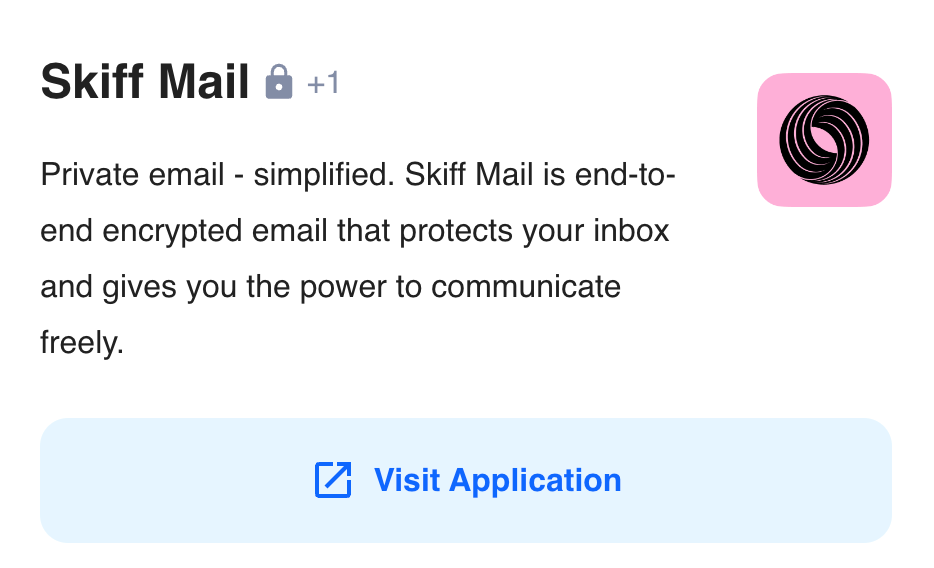 Skiff Mail +1
Private email - simplified. Skiff Mail is end-to-
end encrypted email that protects your inbox
and gives you the power to communicate
freely.
Visit Application